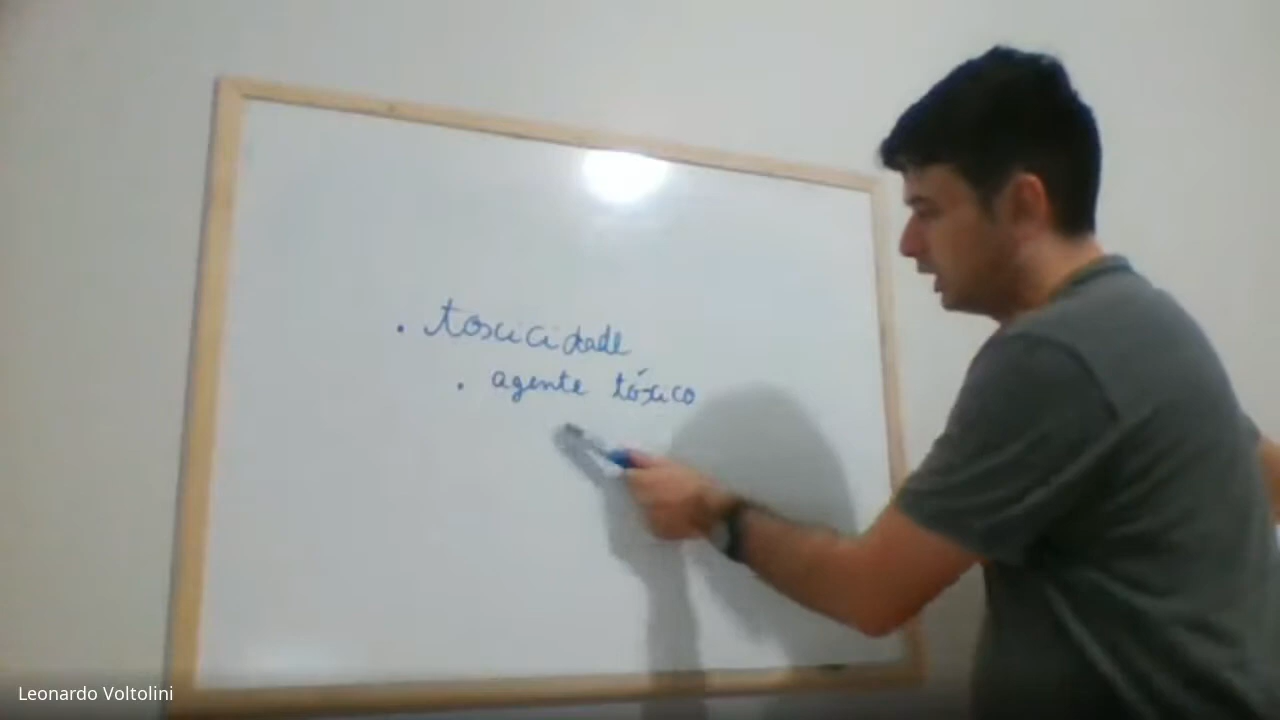 . toxicidade
. agente tóxico
Leonardo Voltolini